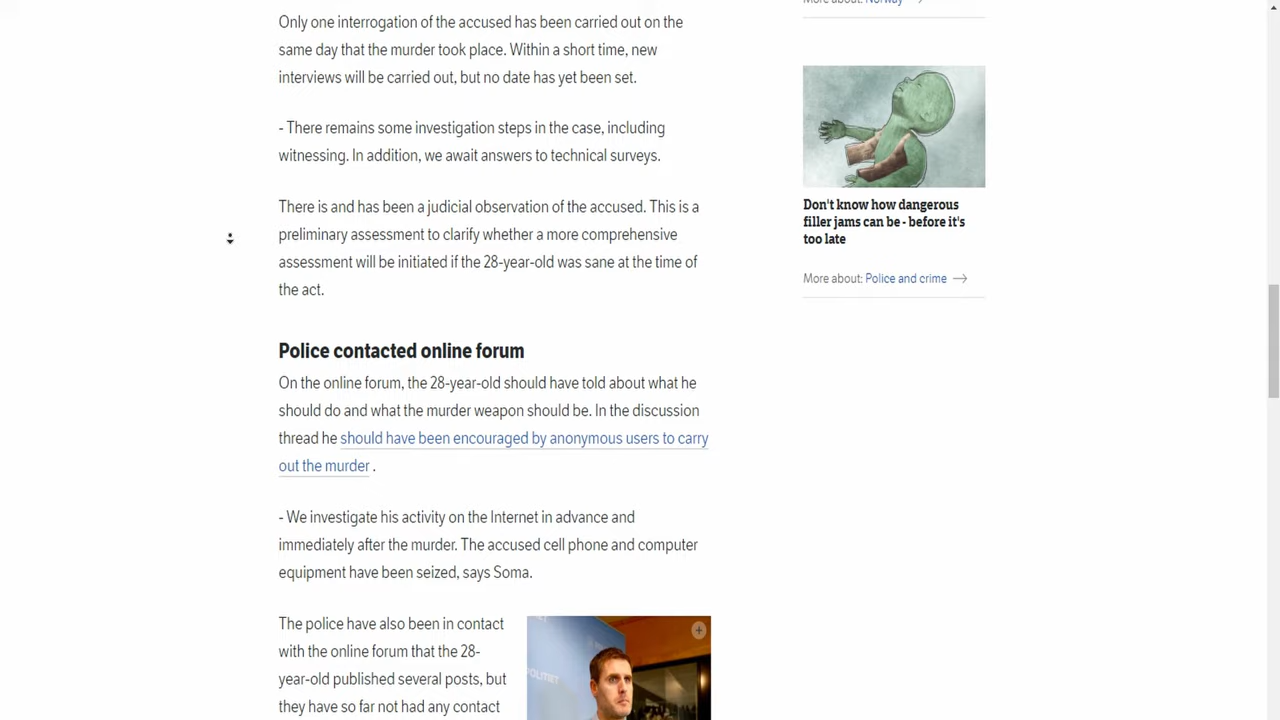 More about: Norway
Only one interrogation of the accused has been carried out on the
same day that the murder took place. Within a short time, new
interviews will be carried out, but no date has yet been set.
- There remains some investigation steps in the case, including
witnessing. In addition, we await answers to technical surveys.
There is and has been a judicial observation of the accused. This is a
preliminary assessment to clarify whether a more comprehensive
assessment will be initiated if the 28-year-old was sane at the time of
the act.
Police contacted online forum
On the online forum, the 28-year-old should have told about what he
should do and what the murder weapon should be. In the discussion
thread he should have been encouraged by anonymous users to carry
out the murder .
- We investigate his activity on the Internet in advance and
immediately after the murder. The accused cell phone and computer
equipment have been seized, says Soma.
The police have also been in contact
with the online forum that the 28-
year-old published several posts, but
they have so far not had any contact
POLITIET
Don't know how dangerous
filler jams can be - before it's
too late
More about: Police and crime